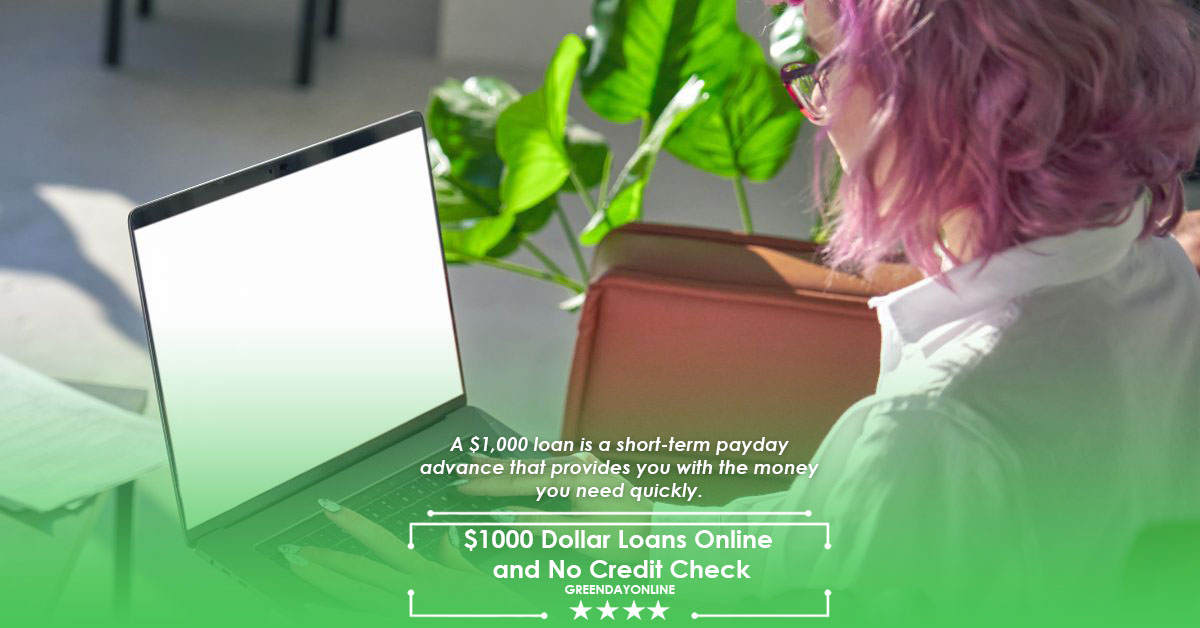 A $1,000 loan is a short-term payday
advance that provides you with the money
you need quickly.
$1000 Dollar Loans Online
and No Credit Check
GREENDAYONLINE